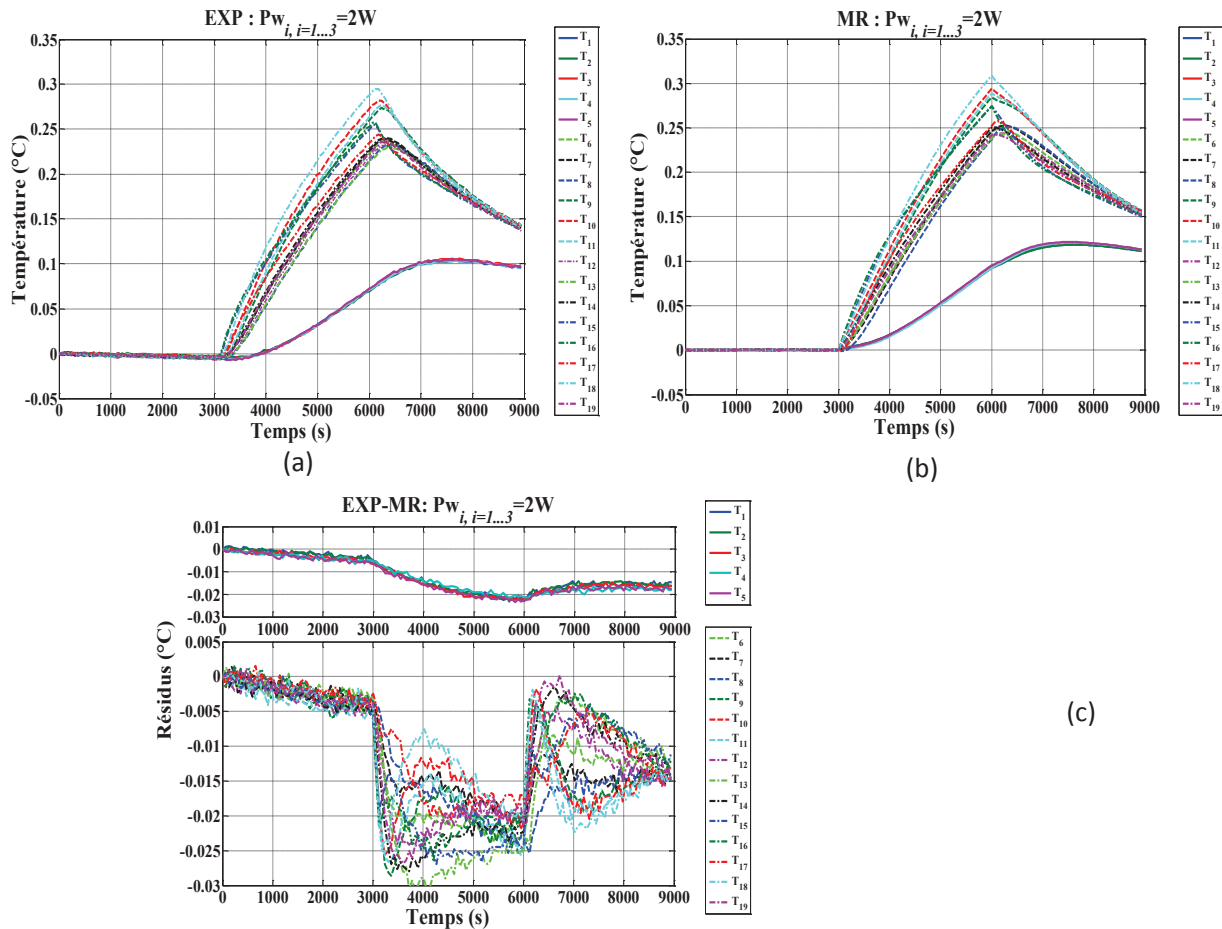 EXP : Pw i, i=1...3=2W
Température (°C)
0.35
0.3
0.25
0.2
0.15
0.1
0.05
0
-0.05
0 1000 2000 3000 4000 5000 6000 7000 8000 9000
Temps (s)
T1
T2
T3
T4
T5
T6
T7
T8
T9
T10
T11
T12
T13
T14
T15
T16
T17
T18
T19
(a)
MR : Pw i, i=1...3=2W
Température (°C)
0.35
0.3
0.25
0.2
0.15
0.1
0.05
0
-0.05
0 1000 2000 3000 4000 5000 6000 7000 8000 9000
Temps (s)
T1
T2
T3
T4
T5
T6
T7
T8
T9
T10
T11
T12
T13
T14
T15
T16
T17
T18
T19
(b)
EXP-MR: Pw i, i=1...3=2W
0.01
0
-0.01
-0.02
-0.03
0 1000 2000 3000 4000 5000 6000 7000 8000 9000
T1
T2
T3
T4
T5
Résidus (°C)
0.005
0
-0.005
-0.01
-0.015
-0.02
-0.025
-0.03
0 1000 2000 3000 4000 5000 6000 7000 8000 9000
Temps (s)
T6
T7
T8
T9
T10
T11
T12
T13
T14
T15
T16
T17
T18
T19
(c)